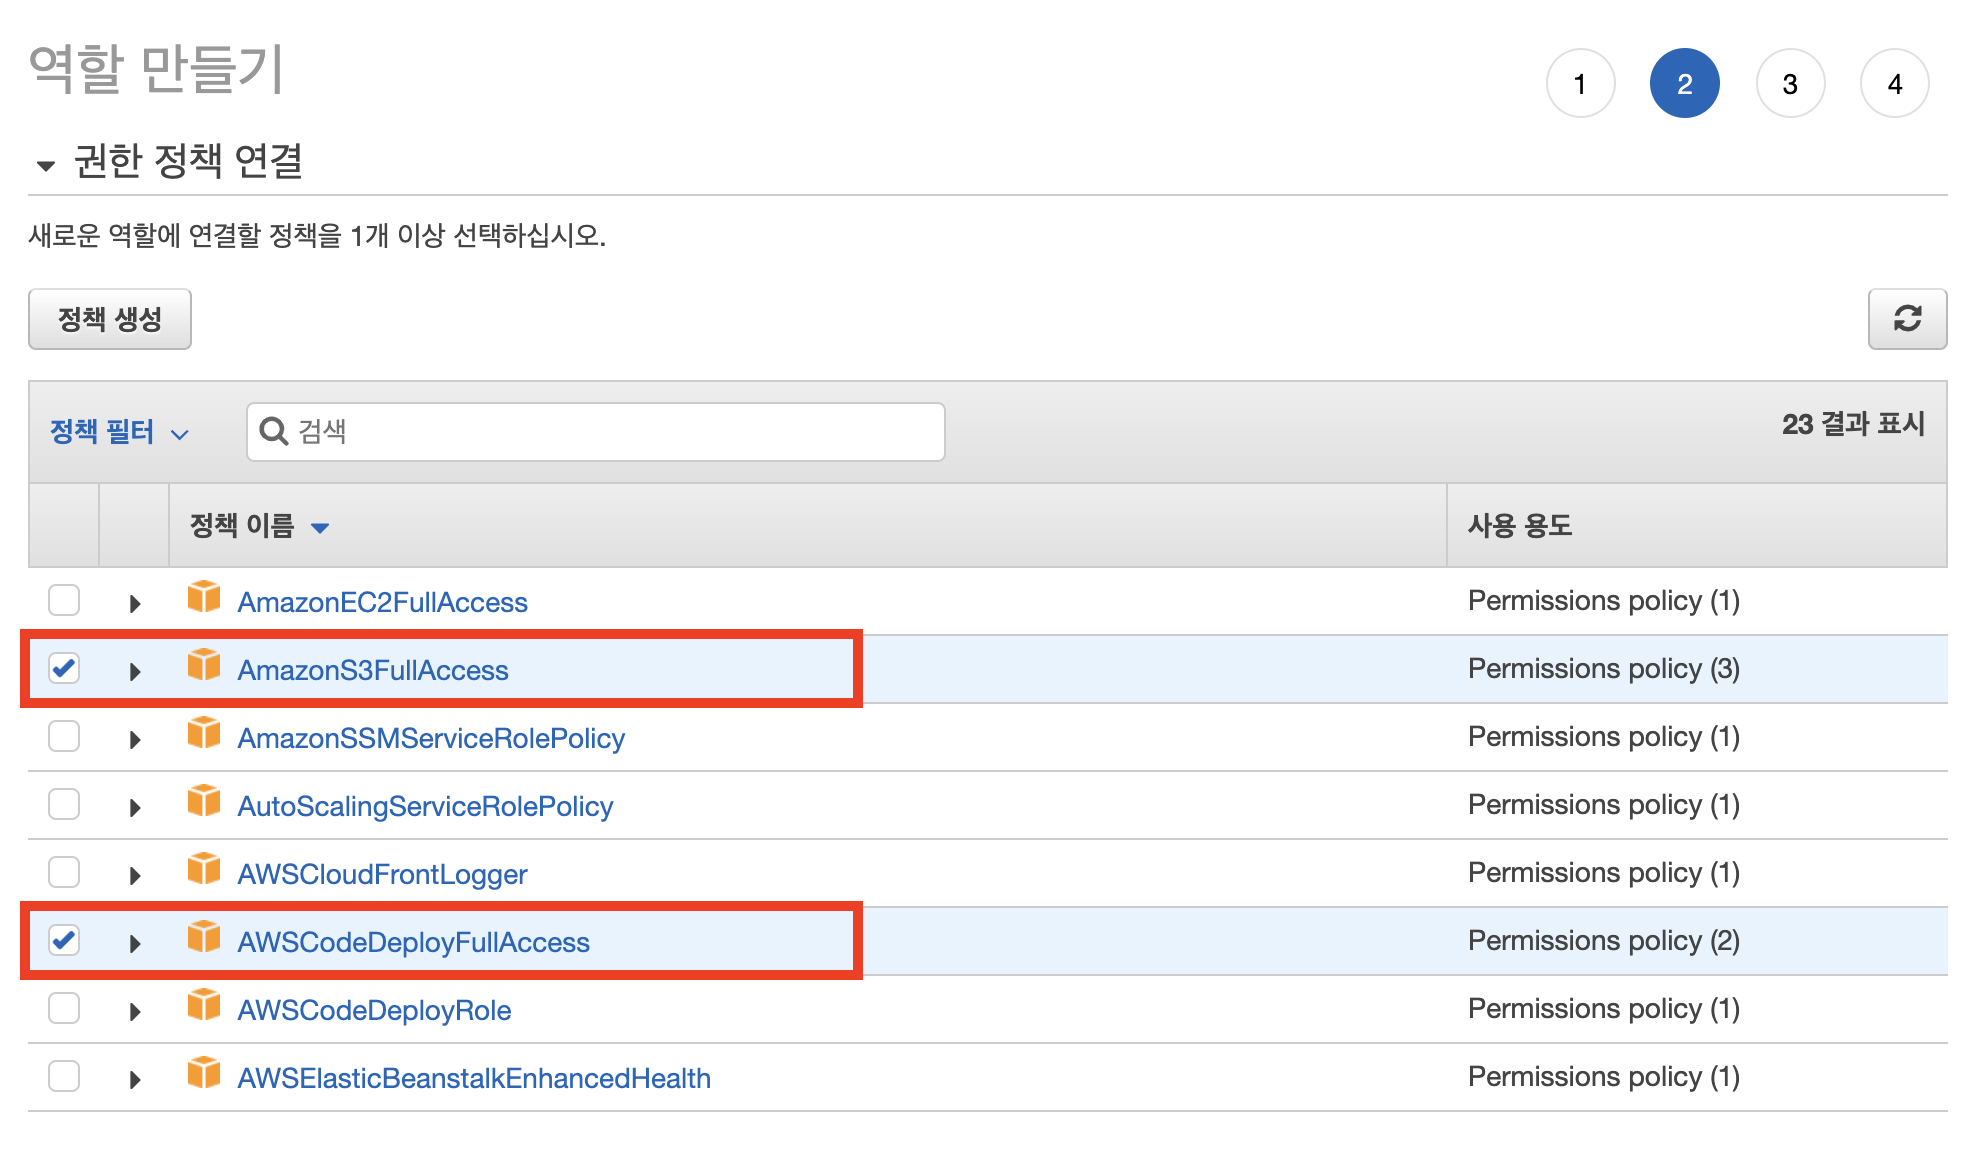 역할 만들기
1 2 3 4
권한 정책 연결
새로운 역할에 연결할 정책을 1개 이상 선택하십시오.
정책 생성
정책 필터 검색 23 결과 표시
정책 이름 사용 용도
AmazonEC2FullAccess Permissions policy (1)
AmazonS3FullAccess Permissions policy (3)
AmazonSSMServiceRolePolicy Permissions policy (1)
AutoScalingServiceRolePolicy Permissions policy (1)
AWSCloudFrontLogger Permissions policy (1)
AWSCodeDeployFullAccess Permissions policy (2)
AWSCodeDeployRole Permissions policy (1)
AWSElasticBeanstalkEnhancedHealth Permissions policy (1)